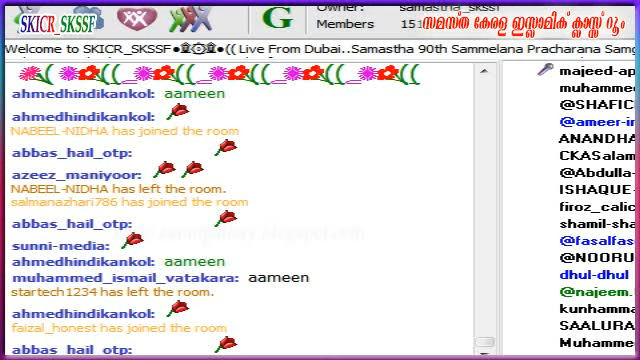 SKICR_SKSSF
Owner: samastha_skssf
Members 151
സമസ്ത കേരള ഇസ്ലാമിക് ക്ലാസ്സ് റൂം
G
Welcome to SKICR_SKSSF●۩۞۩●(( Live From Dubai..Samastha 90th Sammelana Pracharana Samg
ahmedhindikankol: aameen
ahmedhindikankol:
NABEEL-NIDHA has joined the room
abbas_hail_otp:
azeez_maniyoor:
NABEEL-NIDHA has left the room.
salmanazhari786 has joined the room
abbas_hail_otp:
sunni-media:
ahmedhindikankol: aameen
muhammed_ismail_vatakara: aameen
startech1234 has left the room.
ahmedhindikankol:
faizal_honest has joined the room
abbas_hail_otp:
majeed-ap
muhamme
@SHAFIC
@ameer-ir
ANANDHA
CKASalam
@Abdulla-
ISHAQUE-
firoz_calic
shamil-sha
@fasalfas
@NOORU
dhul-dhul
@najeem.
kunhamma
SAALURA
Muhammed